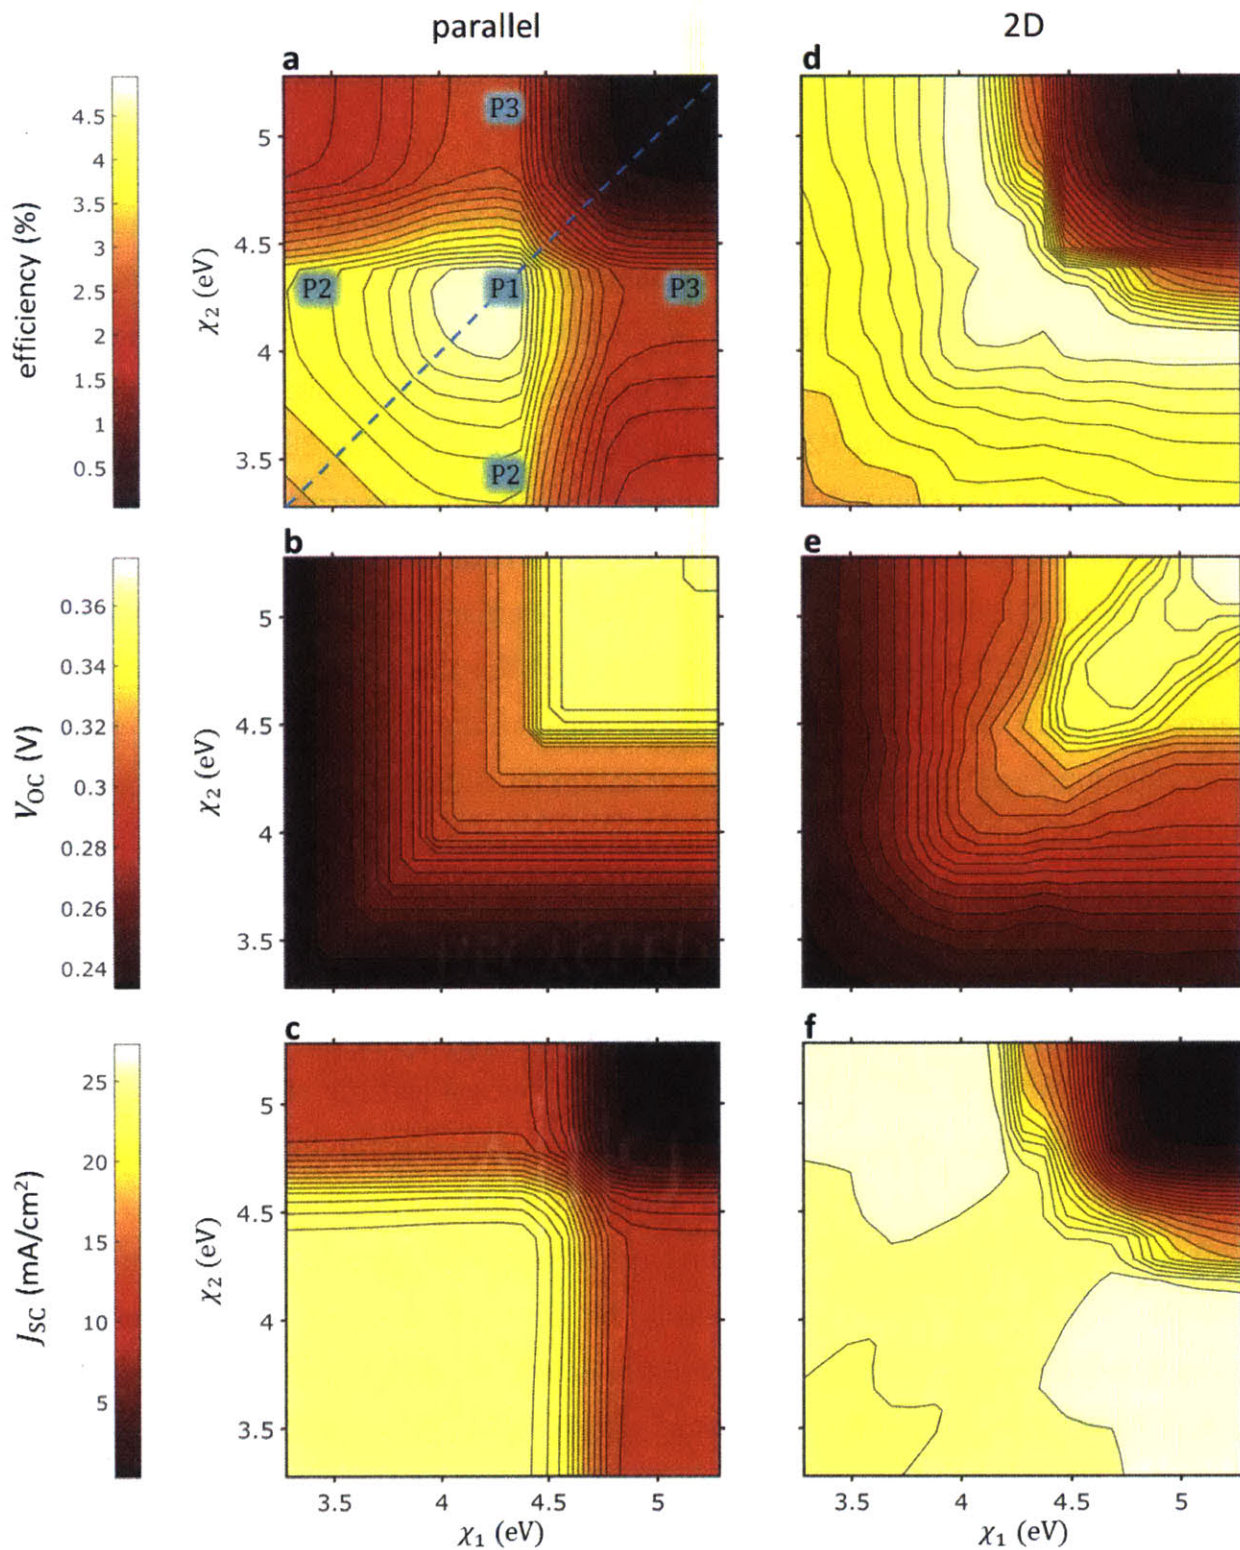 parallel
2D
a
d
efficiency (%)
4.5
4
3.5
3
2.5
2
1.5
1
0.5
χ2 (eV)
5
4.5
4
3.5
P3
P2
P1
P3
P2
b
e
VOC (V)
0.36
0.34
0.32
0.3
0.28
0.26
0.24
χ2 (eV)
5
4.5
4
3.5
c
f
JSC (mA/cm²)
25
20
15
10
5
χ2 (eV)
5
4.5
4
3.5
3.5 4 4.5 5
3.5 4 4.5 5
χ1 (eV)
χ1 (eV)